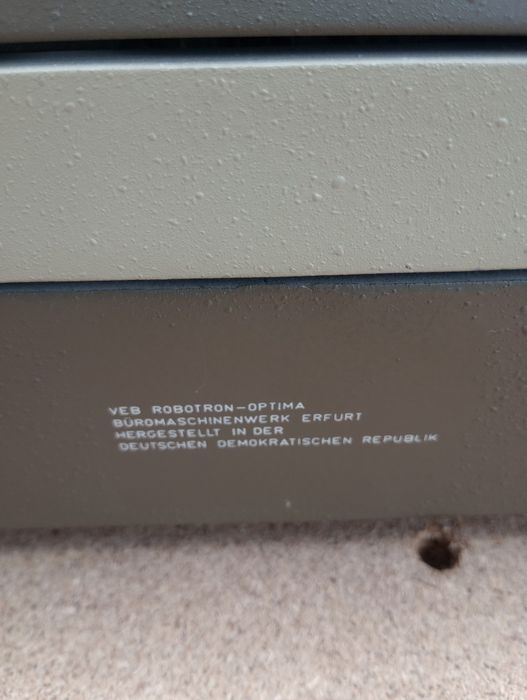 VEB ROBOTRON-OPTIMA
BÜROMASCHINENWERK ERFURT
HERGESTELLT IN DER
DEUTSCHEN DEMOKRATISCHEN REPUBLIK